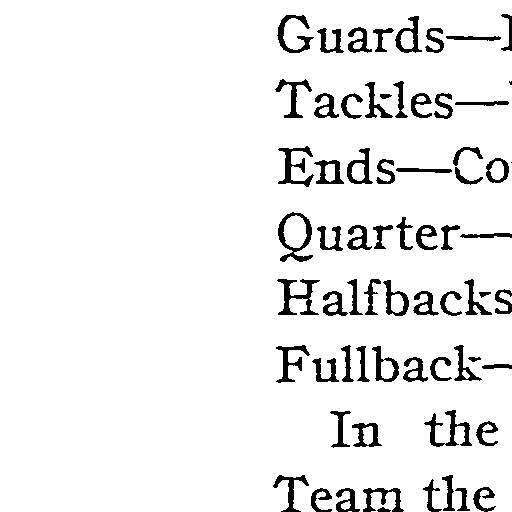 Guards—
Tackles—
Ends—Co
Quarter—
Halfbacks
Fullback—
In the
Team the